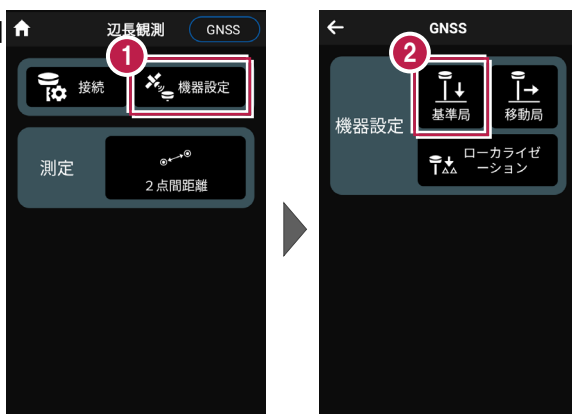 辺長観測
GNSS
1
接続
機器設定
測定
2点間距離
GNSS
2
機器設定
基準局
移動局
ローカライゼ
ーション